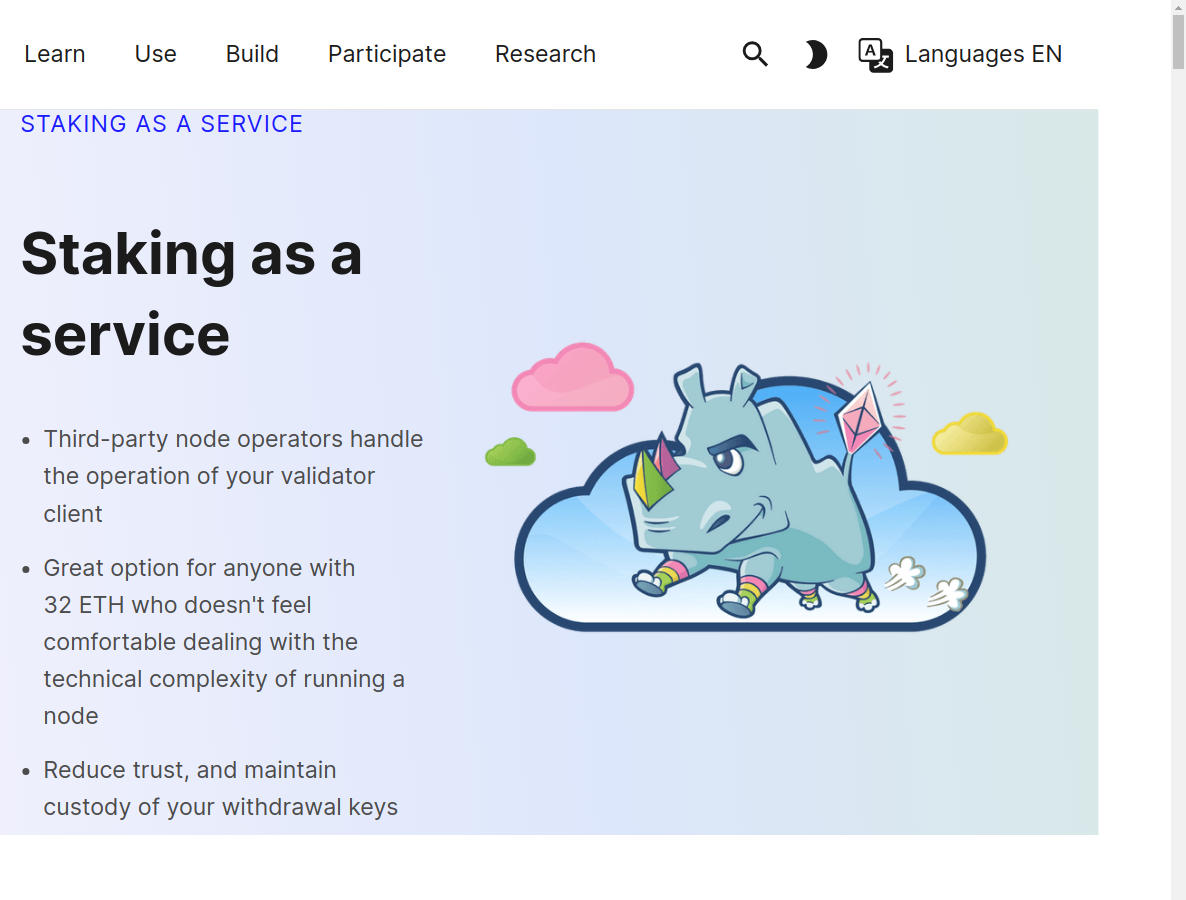 Learn Use Build Participate Research Languages EN
STAKING AS A SERVICE
Staking as a
service
• Third-party node operators handle
the operation of your validator
client
• Great option for anyone with
32 ETH who doesn't feel
comfortable dealing with the
technical complexity of running a
node
• Reduce trust, and maintain
custody of your withdrawal keys